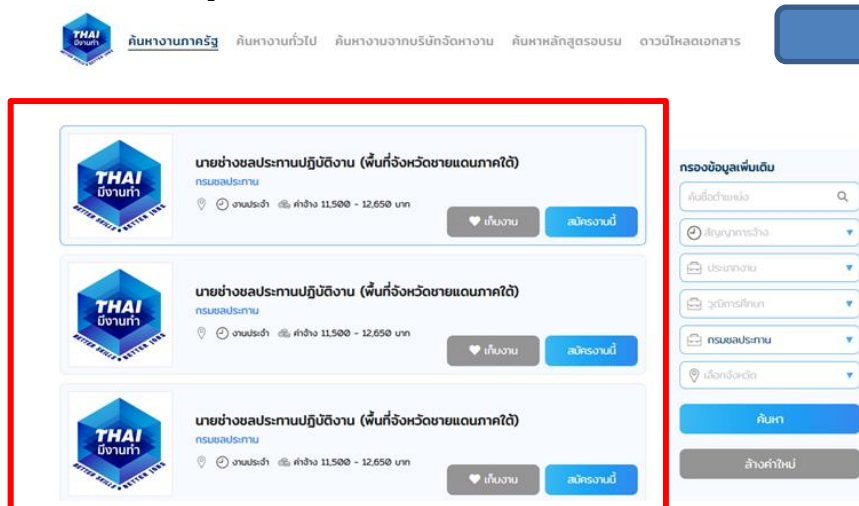 THAI
มีงานทำ
ค้นหางานภาครัฐ ค้นหางานทั่วไป ค้นหางานจากบริษัทจัดหางาน ค้นหาหลักสูตรอบรม ดาวน์โหลดเอกสาร
THAI
มีงานทำ
BETTER SKILLS, BETTER JOBS
นายช่างชลประทานปฏิบัติงาน (พื้นที่จังหวัดชายแดนภาคใต้)
กรมชลประทาน
งานประจำ ค่าจ้าง 11,500 - 12,650 บาท
เก็บงาน สมัครงานนี้
THAI
มีงานทำ
BETTER SKILLS, BETTER JOBS
นายช่างชลประทานปฏิบัติงาน (พื้นที่จังหวัดชายแดนภาคใต้)
กรมชลประทาน
งานประจำ ค่าจ้าง 11,500 - 12,650 บาท
เก็บงาน สมัครงานนี้
THAI
มีงานทำ
BETTER SKILLS, BETTER JOBS
นายช่างชลประทานปฏิบัติงาน (พื้นที่จังหวัดชายแดนภาคใต้)
กรมชลประทาน
งานประจำ ค่าจ้าง 11,500 - 12,650 บาท
เก็บงาน สมัครงานนี้
กรองข้อมูลเพิ่มเติม
ค้นชื่อตำแหน่ง
สัญญาการจ้าง
ประเภทงาน
วุฒิการศึกษา
กรมชลประทาน
เลือกจังหวัด
ค้นหา
ล้างค่าใหม่